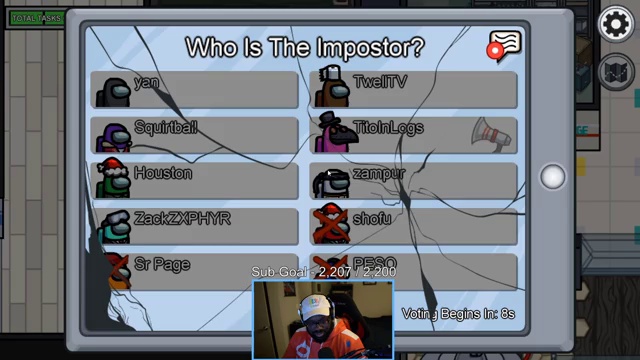 TOTAL TASKS
Who Is The Impostor?
yan
TwellTV
Squirtball
TitoInLogs
Houston
zampur
ZackZXPHYR
shofu
Sr Page
PESO
Sub Goal - 2,207 / 2,200
Voting Begins In: 8s